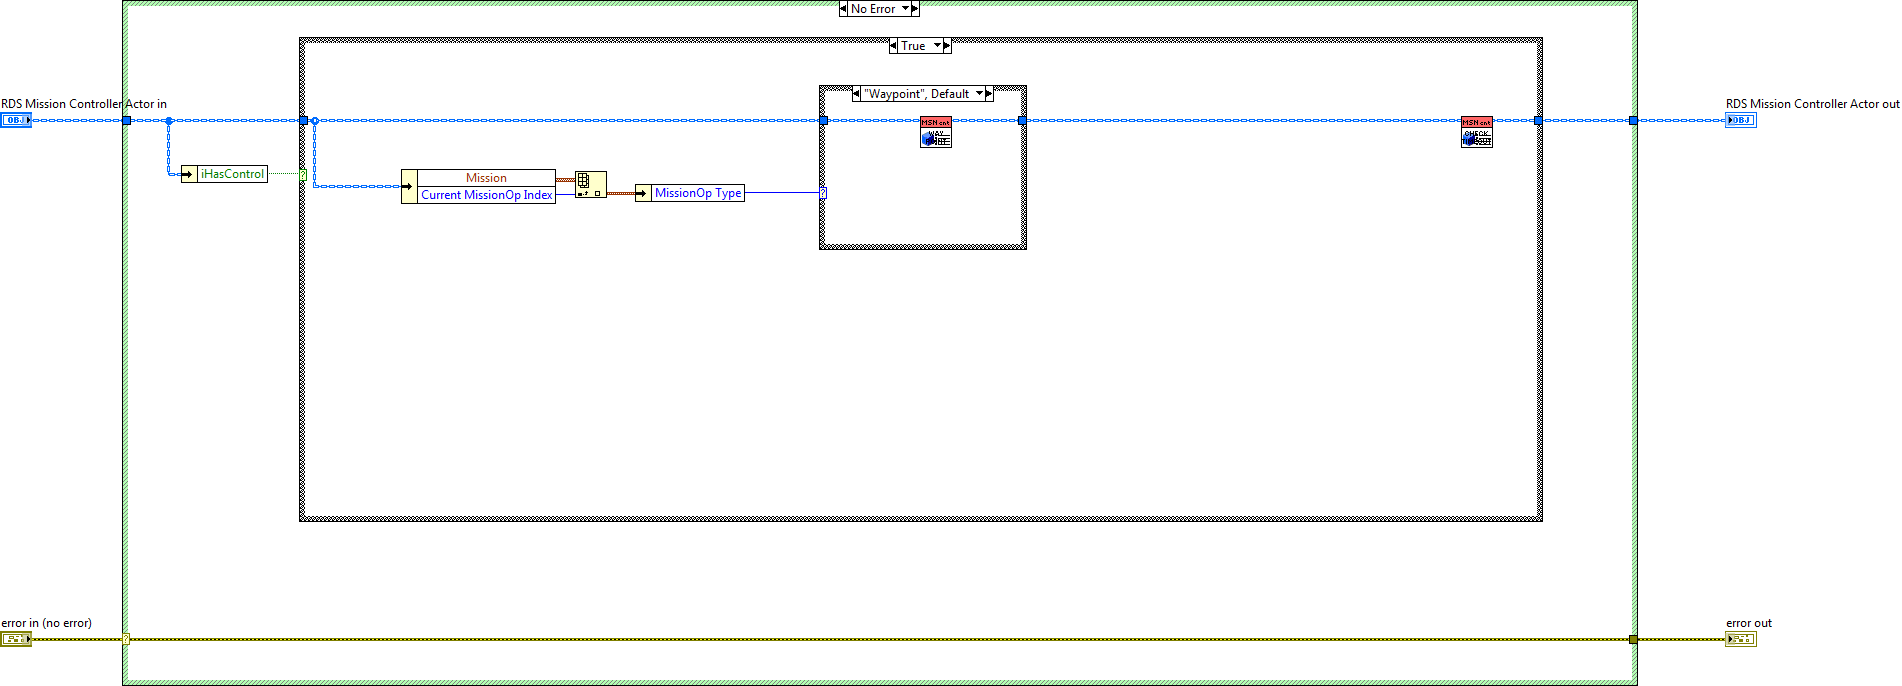 No Error
True
"Waypoint", Default
RDS Mission Controller Actor in
RDS Mission Controller Actor out
OBJ
MSN cnt
MSN cnt
OBJ
WAY
CHECK
iHasControl
?
Mission
Current MissionOp Index
MissionOp Type
?
error in (no error)
error out
?